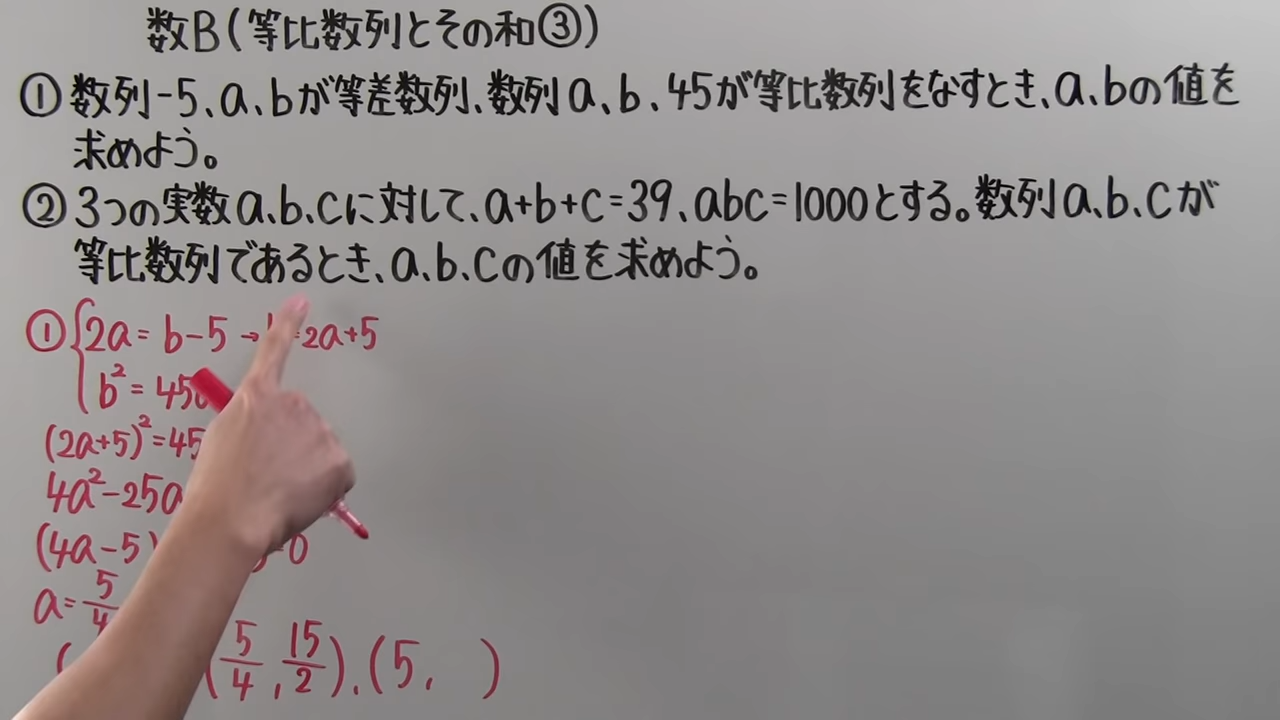 数B(等比数列とその和③)
①数列-5、a、bが等差数列、数列a、b、45が等比数列をなすとき、a、bの値を
求めよう。
②3つの実数a、b、cに対して、a+b+c=39、abc=1000とする。数列a、b、cが
等比数列であるとき、a、b、cの値を求めよう。
①{2a=b-5→ =2a+5
b²=45
(2a+5)²=45
4a²-25a
(4a-5) =0
a=5/4
( (5/4, 15/2), (5, )